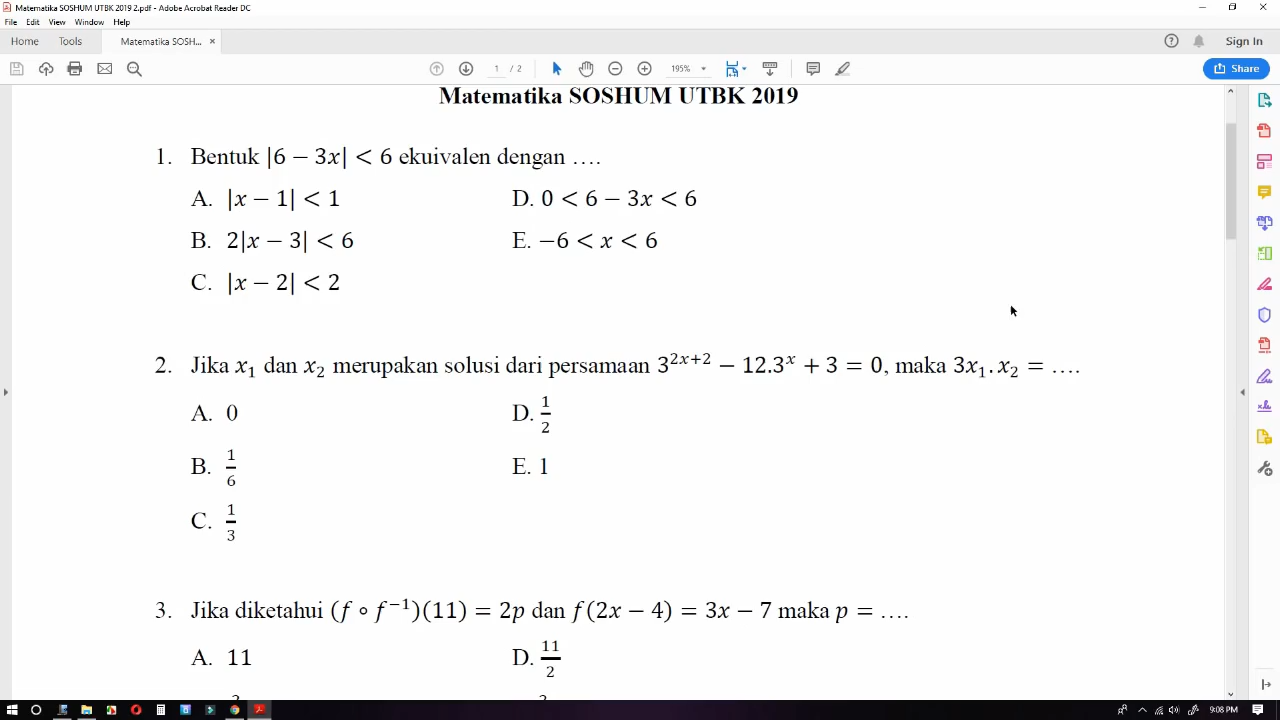 Matematika SOSHUM UTBK 2019 2.pdf - Adobe Acrobat Reader DC
File Edit View Window Help
Home Tools Matematika SOSH... × Sign In
1 / 2 195% Share
Matematika SOSHUM UTBK 2019
1. Bentuk |6 − 3x| < 6 ekuivalen dengan ….
A. |x − 1| < 1 D. 0 < 6 − 3x < 6
B. 2|x − 3| < 6 E. −6 < x < 6
C. |x − 2| < 2
2. Jika x₁ dan x₂ merupakan solusi dari persamaan 3²ˣ⁺² − 12.3ˣ + 3 = 0, maka 3x₁.x₂ = ….
A. 0 D. 1/2
B. 1/6 E. 1
C. 1/3
3. Jika diketahui (f ∘ f⁻¹)(11) = 2p dan f(2x − 4) = 3x − 7 maka p = ….
A. 11 D. 11/2
9:08 PM